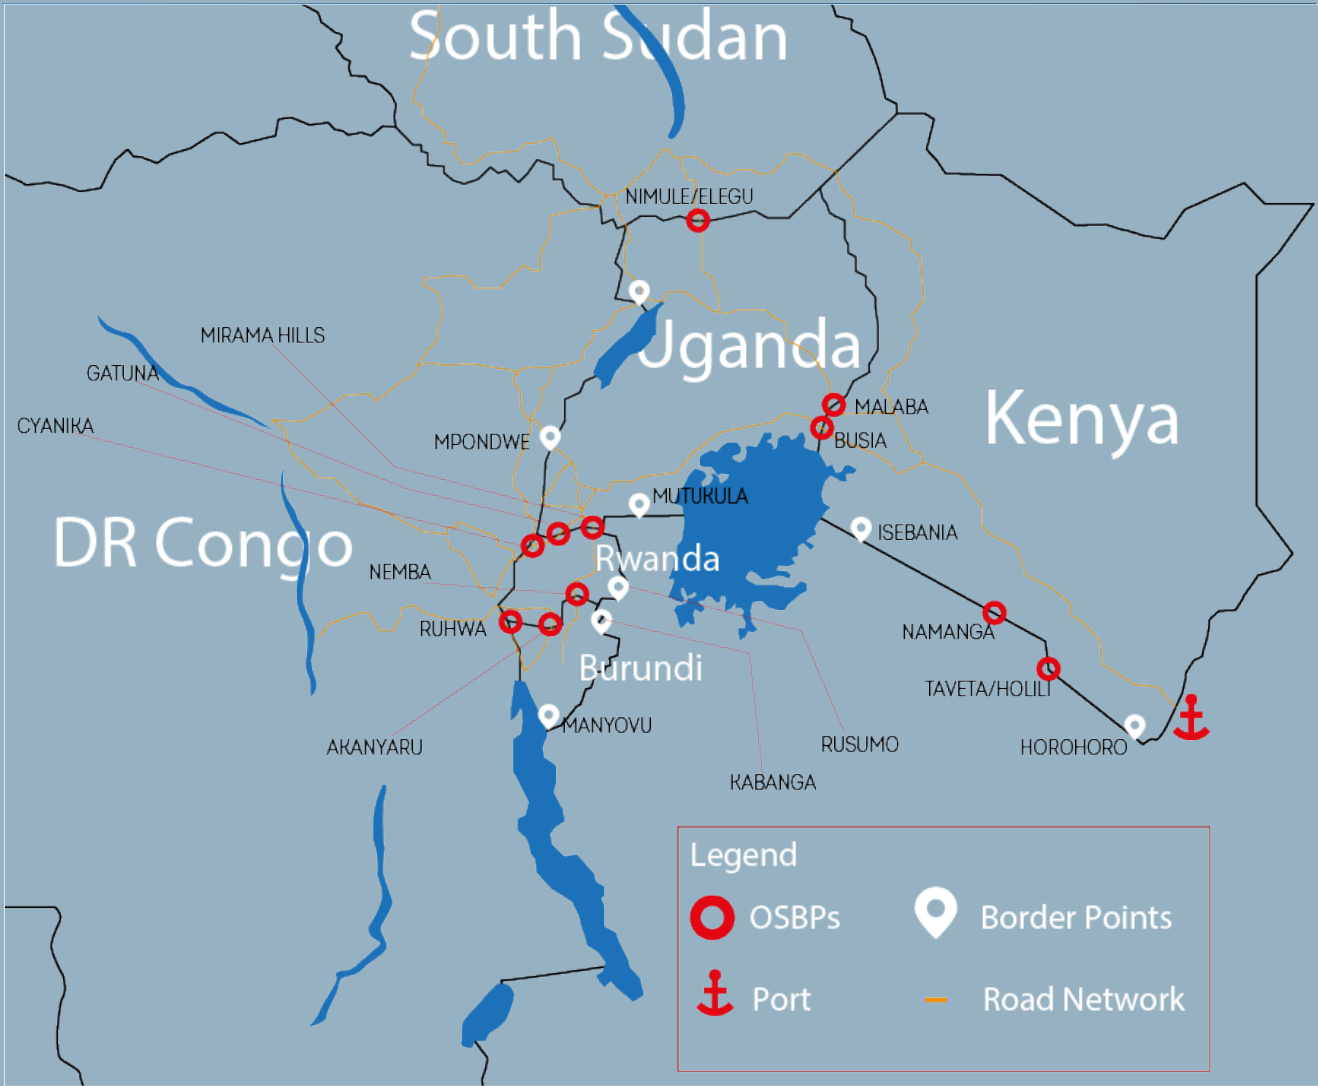 South Sudan
NIMULE/ELEGU
MIRAMA HILLS
Uganda
GATUNA
CYANIKA
MALABA
Kenya
MPONDWE
BUSIA
MUTUKULA
DR Congo
ISEBANIA
Rwanda
NEMBA
RUHWA
NAMANGA
Burundi
TAVETA/HOLILI
MANYOVU
AKANYARU
RUSUMO
HOROHORO
KABANGA
Legend
OSBPs
Border Points
Port
Road Network